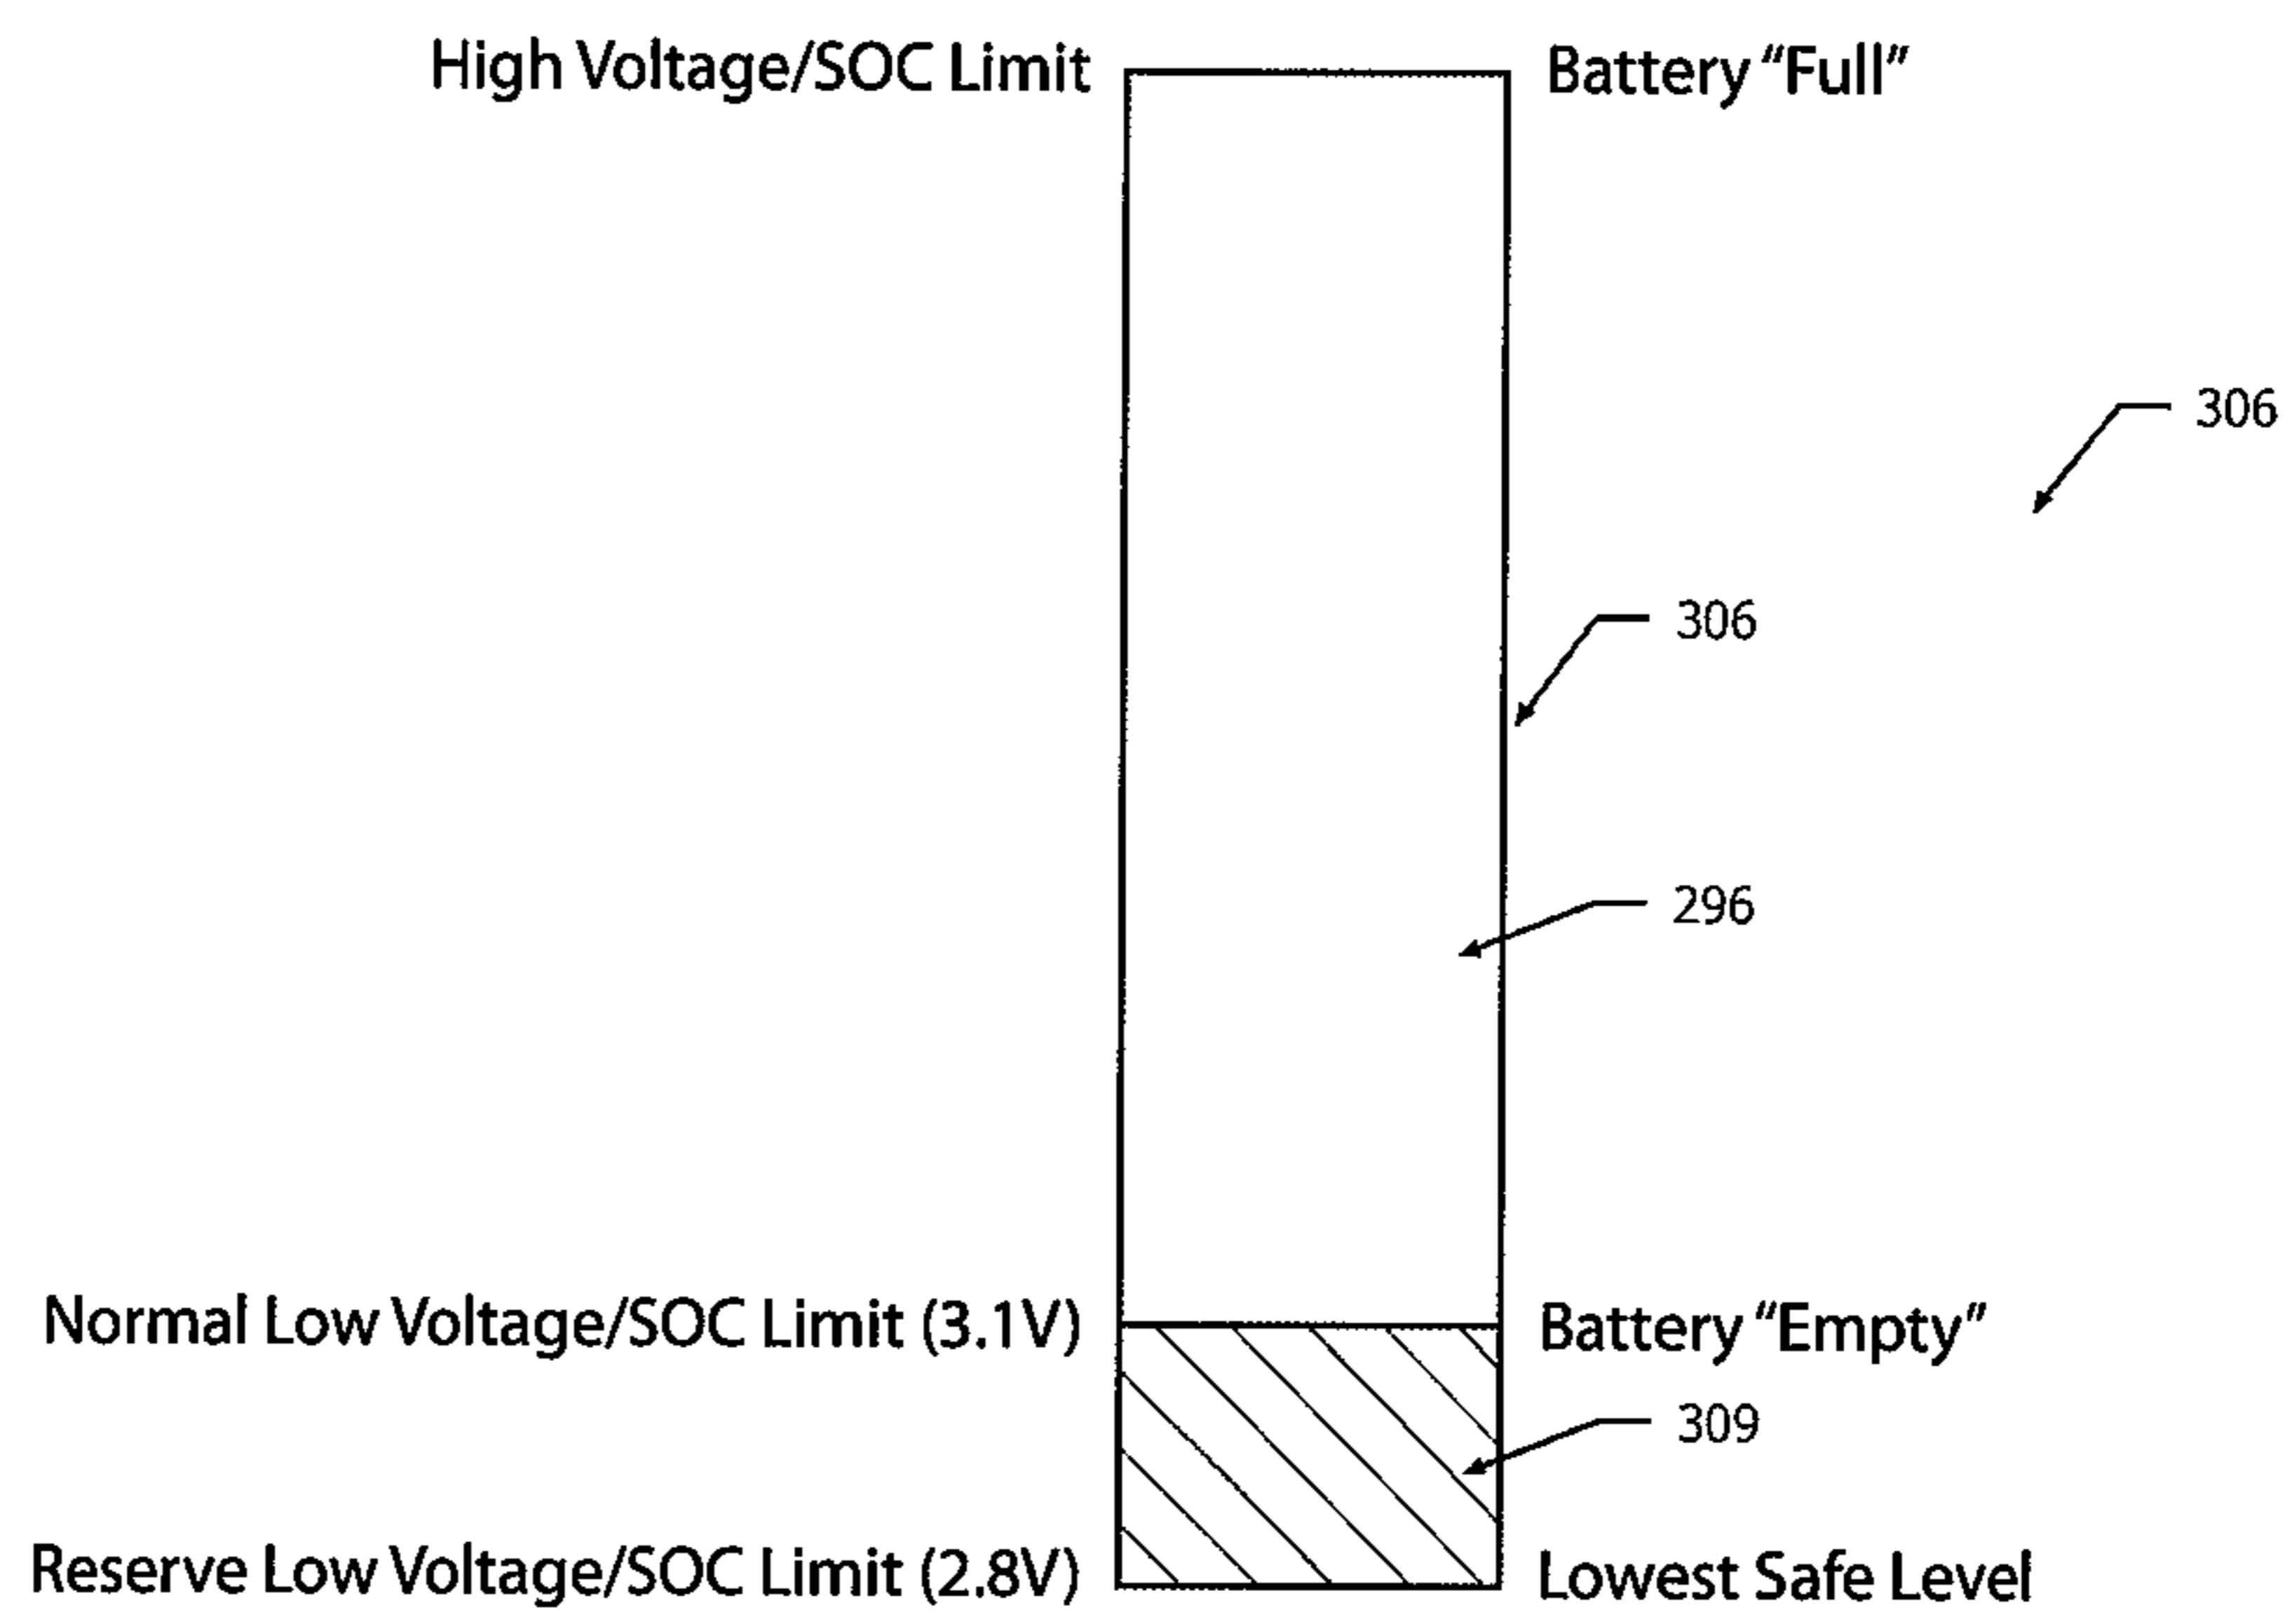 High Voltage/SOC Limit
Battery “Full”
306
306
296
Normal Low Voltage/SOC Limit (3.1V)
Battery “Empty”
309
Reserve Low Voltage/SOC Limit (2.8V)
Lowest Safe Level